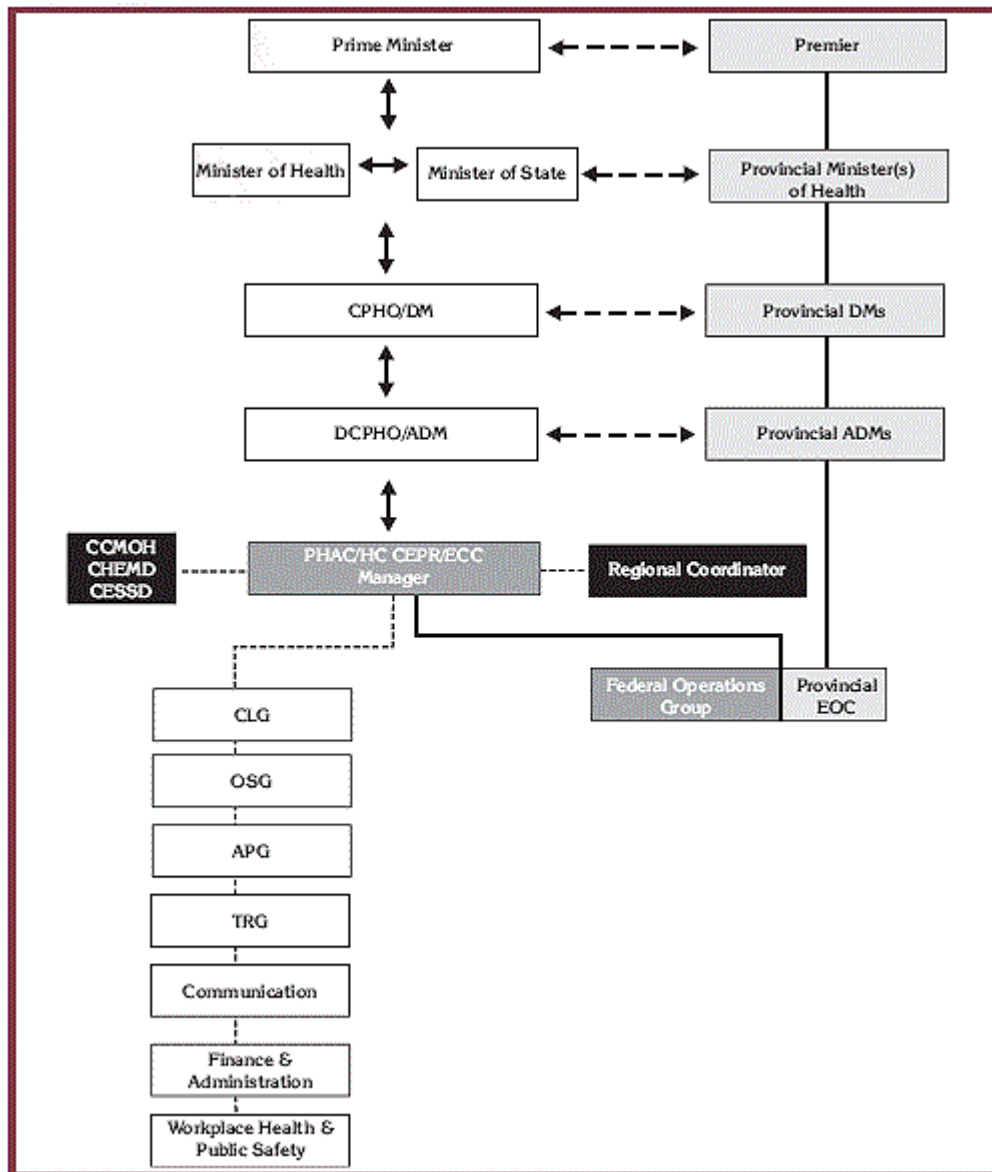 Prime Minister
Premier
Minister of Health
Minister of State
Provincial Minister(s)
of Health
CPHO/DM
Provincial DMs
DCPHO/ADM
Provincial ADMs
CCMOH
CHEMD
CESSD
PHAC/HC CEPR/ECC
Manager
Regional Coordinator
Federal Operations
Group
Provincial
EOC
CLG
OSG
APG
TRG
Communication
Finance &
Administration
Workplace Health &
Public Safety